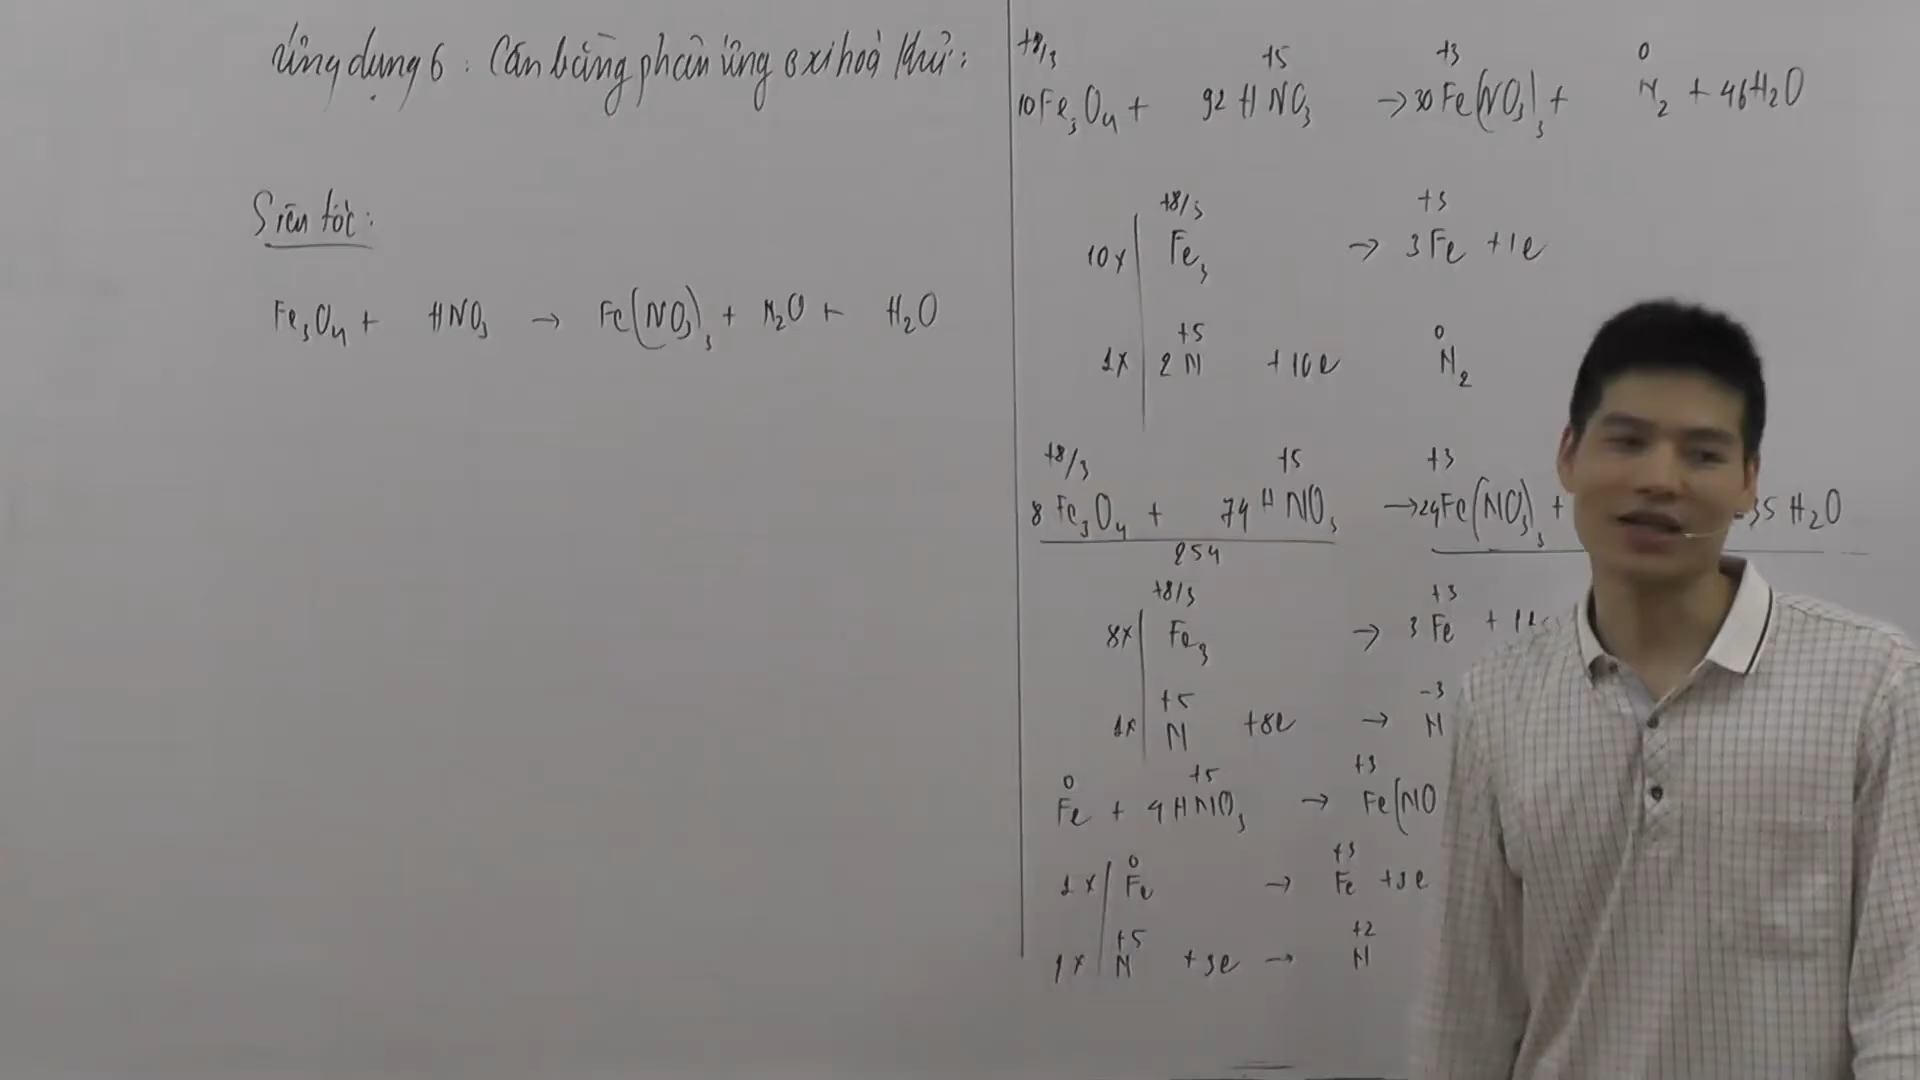 Ứng dụng 6 : Cân bằng phản ứng oxi hoá khử :
Siêu tốc :
Fe₃O₄ + HNO₃ → Fe(NO₃)₃ + N₂O + H₂O
+8/3 +5 +3 0
10Fe₃O₄ + 92 HNO₃ → 30 Fe(NO₃)₃ + N₂ + 46H₂O
+8/3 +3
10x Fe₃ → 3Fe + 1e
+5 0
1x 2N +10e N₂
+8/3 +5 +3
8 Fe₃O₄ + 74 HNO₃ → 24Fe(NO₃)₃ + 35 H₂O
254
+8/3 +3
8x Fe₃ → 3Fe + 1e
+5 -3
1x N +8e → N
0 +5 +3
Fe + 4HNO₃ → Fe(NO
0 +3
1x Fe → Fe +3e
+5 +2
1x N +3e → N